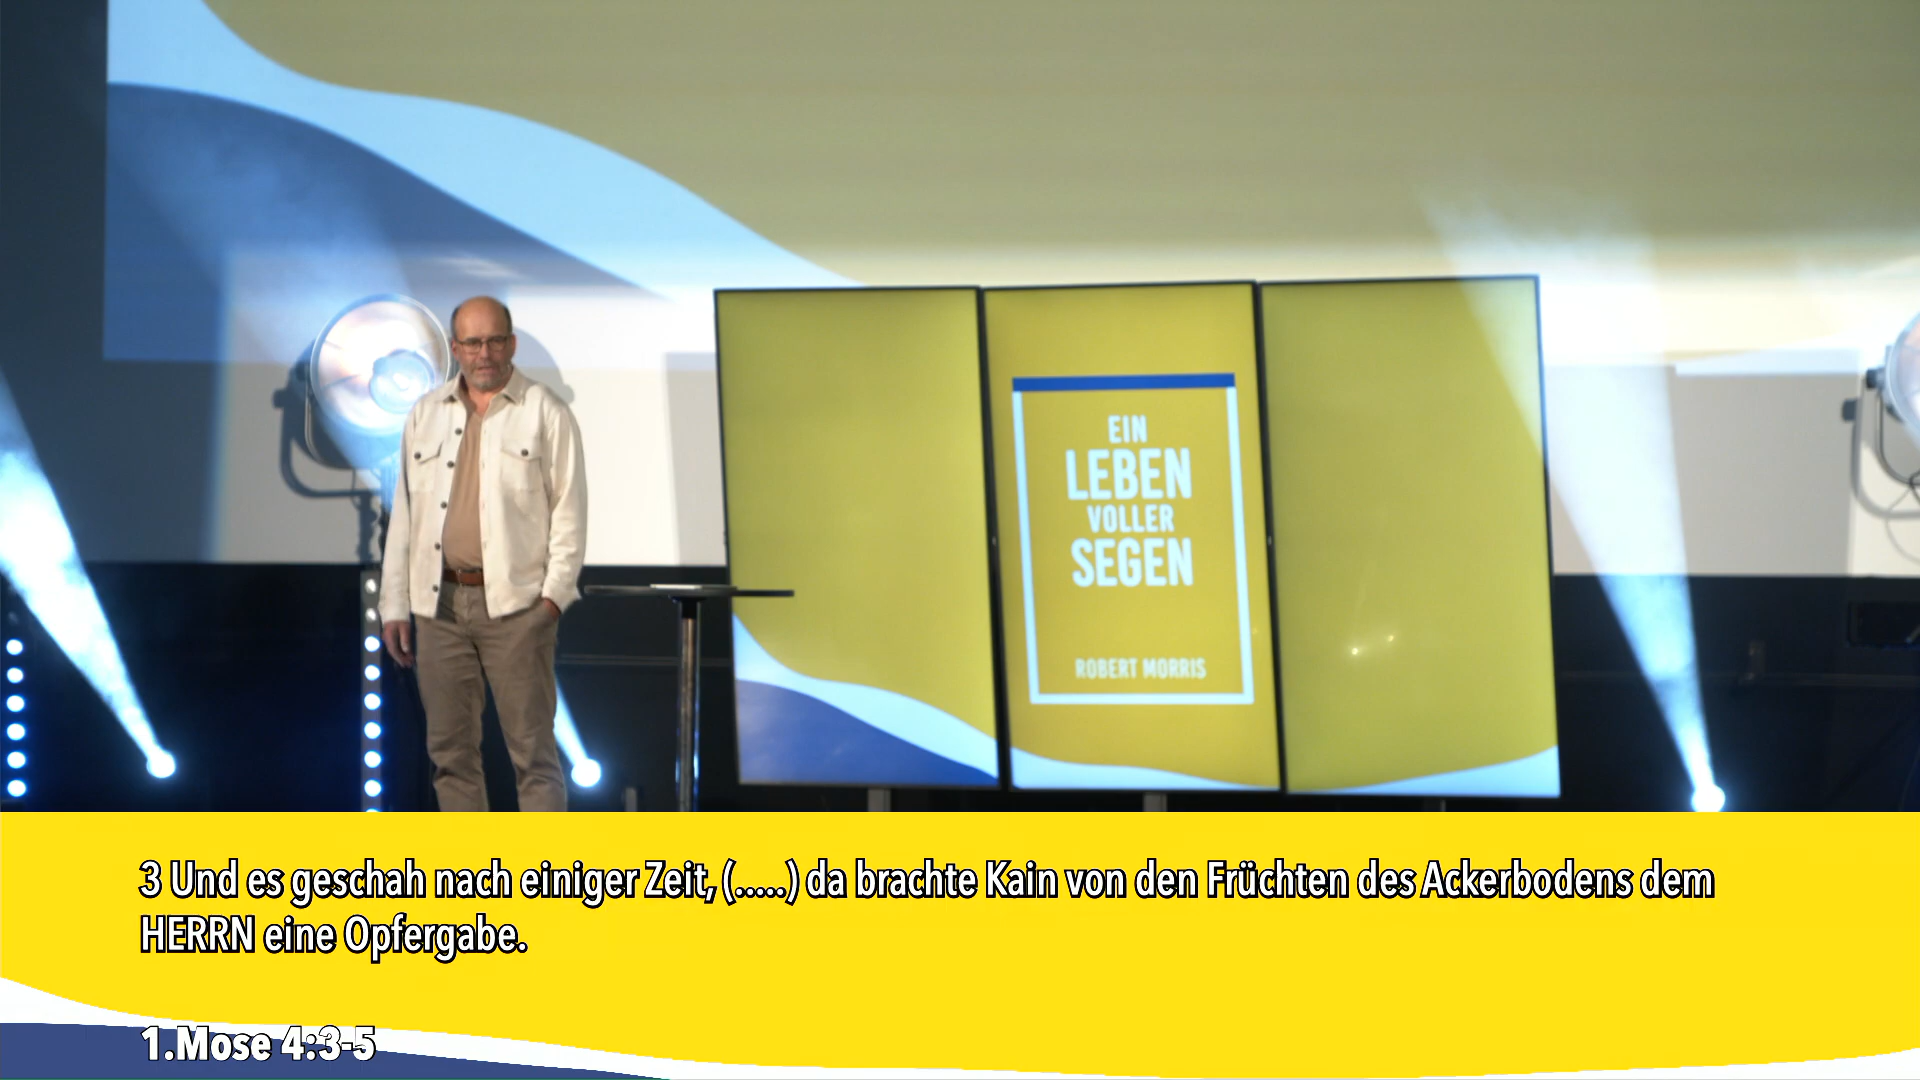 EIN
LEBEN
VOLLER
SEGEN
ROBERT MORRIS
3 Und es geschah nach einiger Zeit, (.....) da brachte Kain von den Früchten des Ackerbodens dem
HERRN eine Opfergabe.
1.Mose 4:3-5